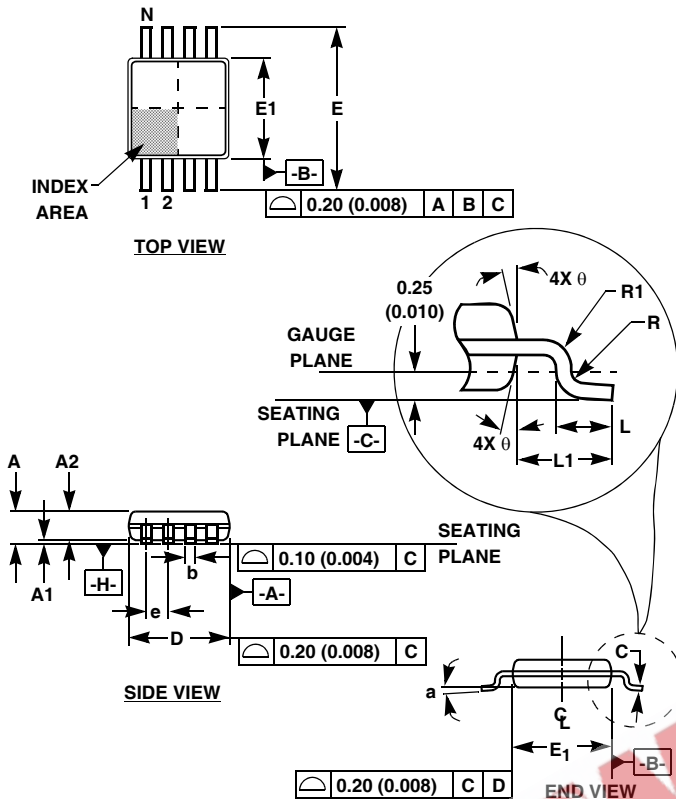 N
E1
E
-B-
INDEX
AREA
1 2
0.20 (0.008) A B C
TOP VIEW
0.25
(0.010)
4X θ
R1
R
GAUGE
PLANE
SEATING
PLANE
-C-
4X θ
L
L1
A
A2
SEATING
PLANE
A1
-H-
b
0.10 (0.004) C
e
-A-
D
0.20 (0.008) C
SIDE VIEW
C
a
CL
E1
-B-
0.20 (0.008) C D
END VIEW